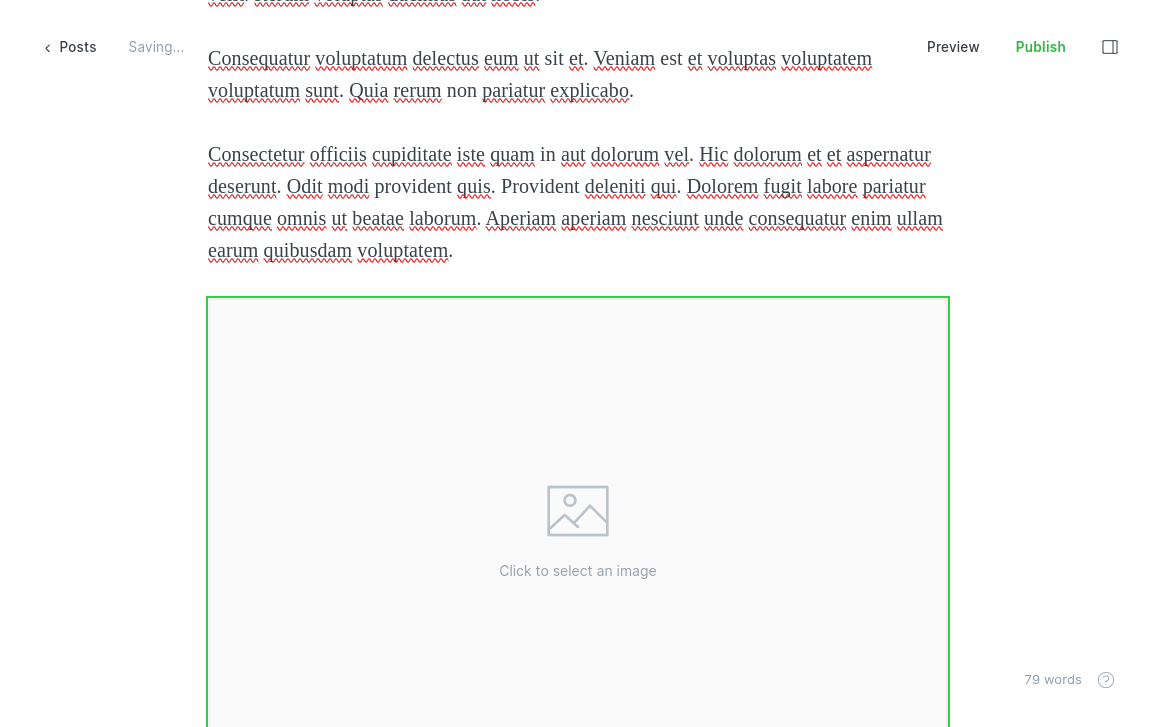 Posts
Saving...
Preview
Publish
Consequatur voluptatum delectus eum ut sit et. Veniam est et voluptas voluptatem
voluptatum sunt. Quia rerum non pariatur explicabo.
Consectetur officiis cupiditate iste quam in aut dolorum vel. Hic dolorum et et aspernatur
deserunt. Odit modi provident quis. Provident deleniti qui. Dolorem fugit labore pariatur
cumque omnis ut beatae laborum. Aperiam aperiam nesciunt unde consequatur enim ullam
earum quibusdam voluptatem.
Click to select an image
79 words